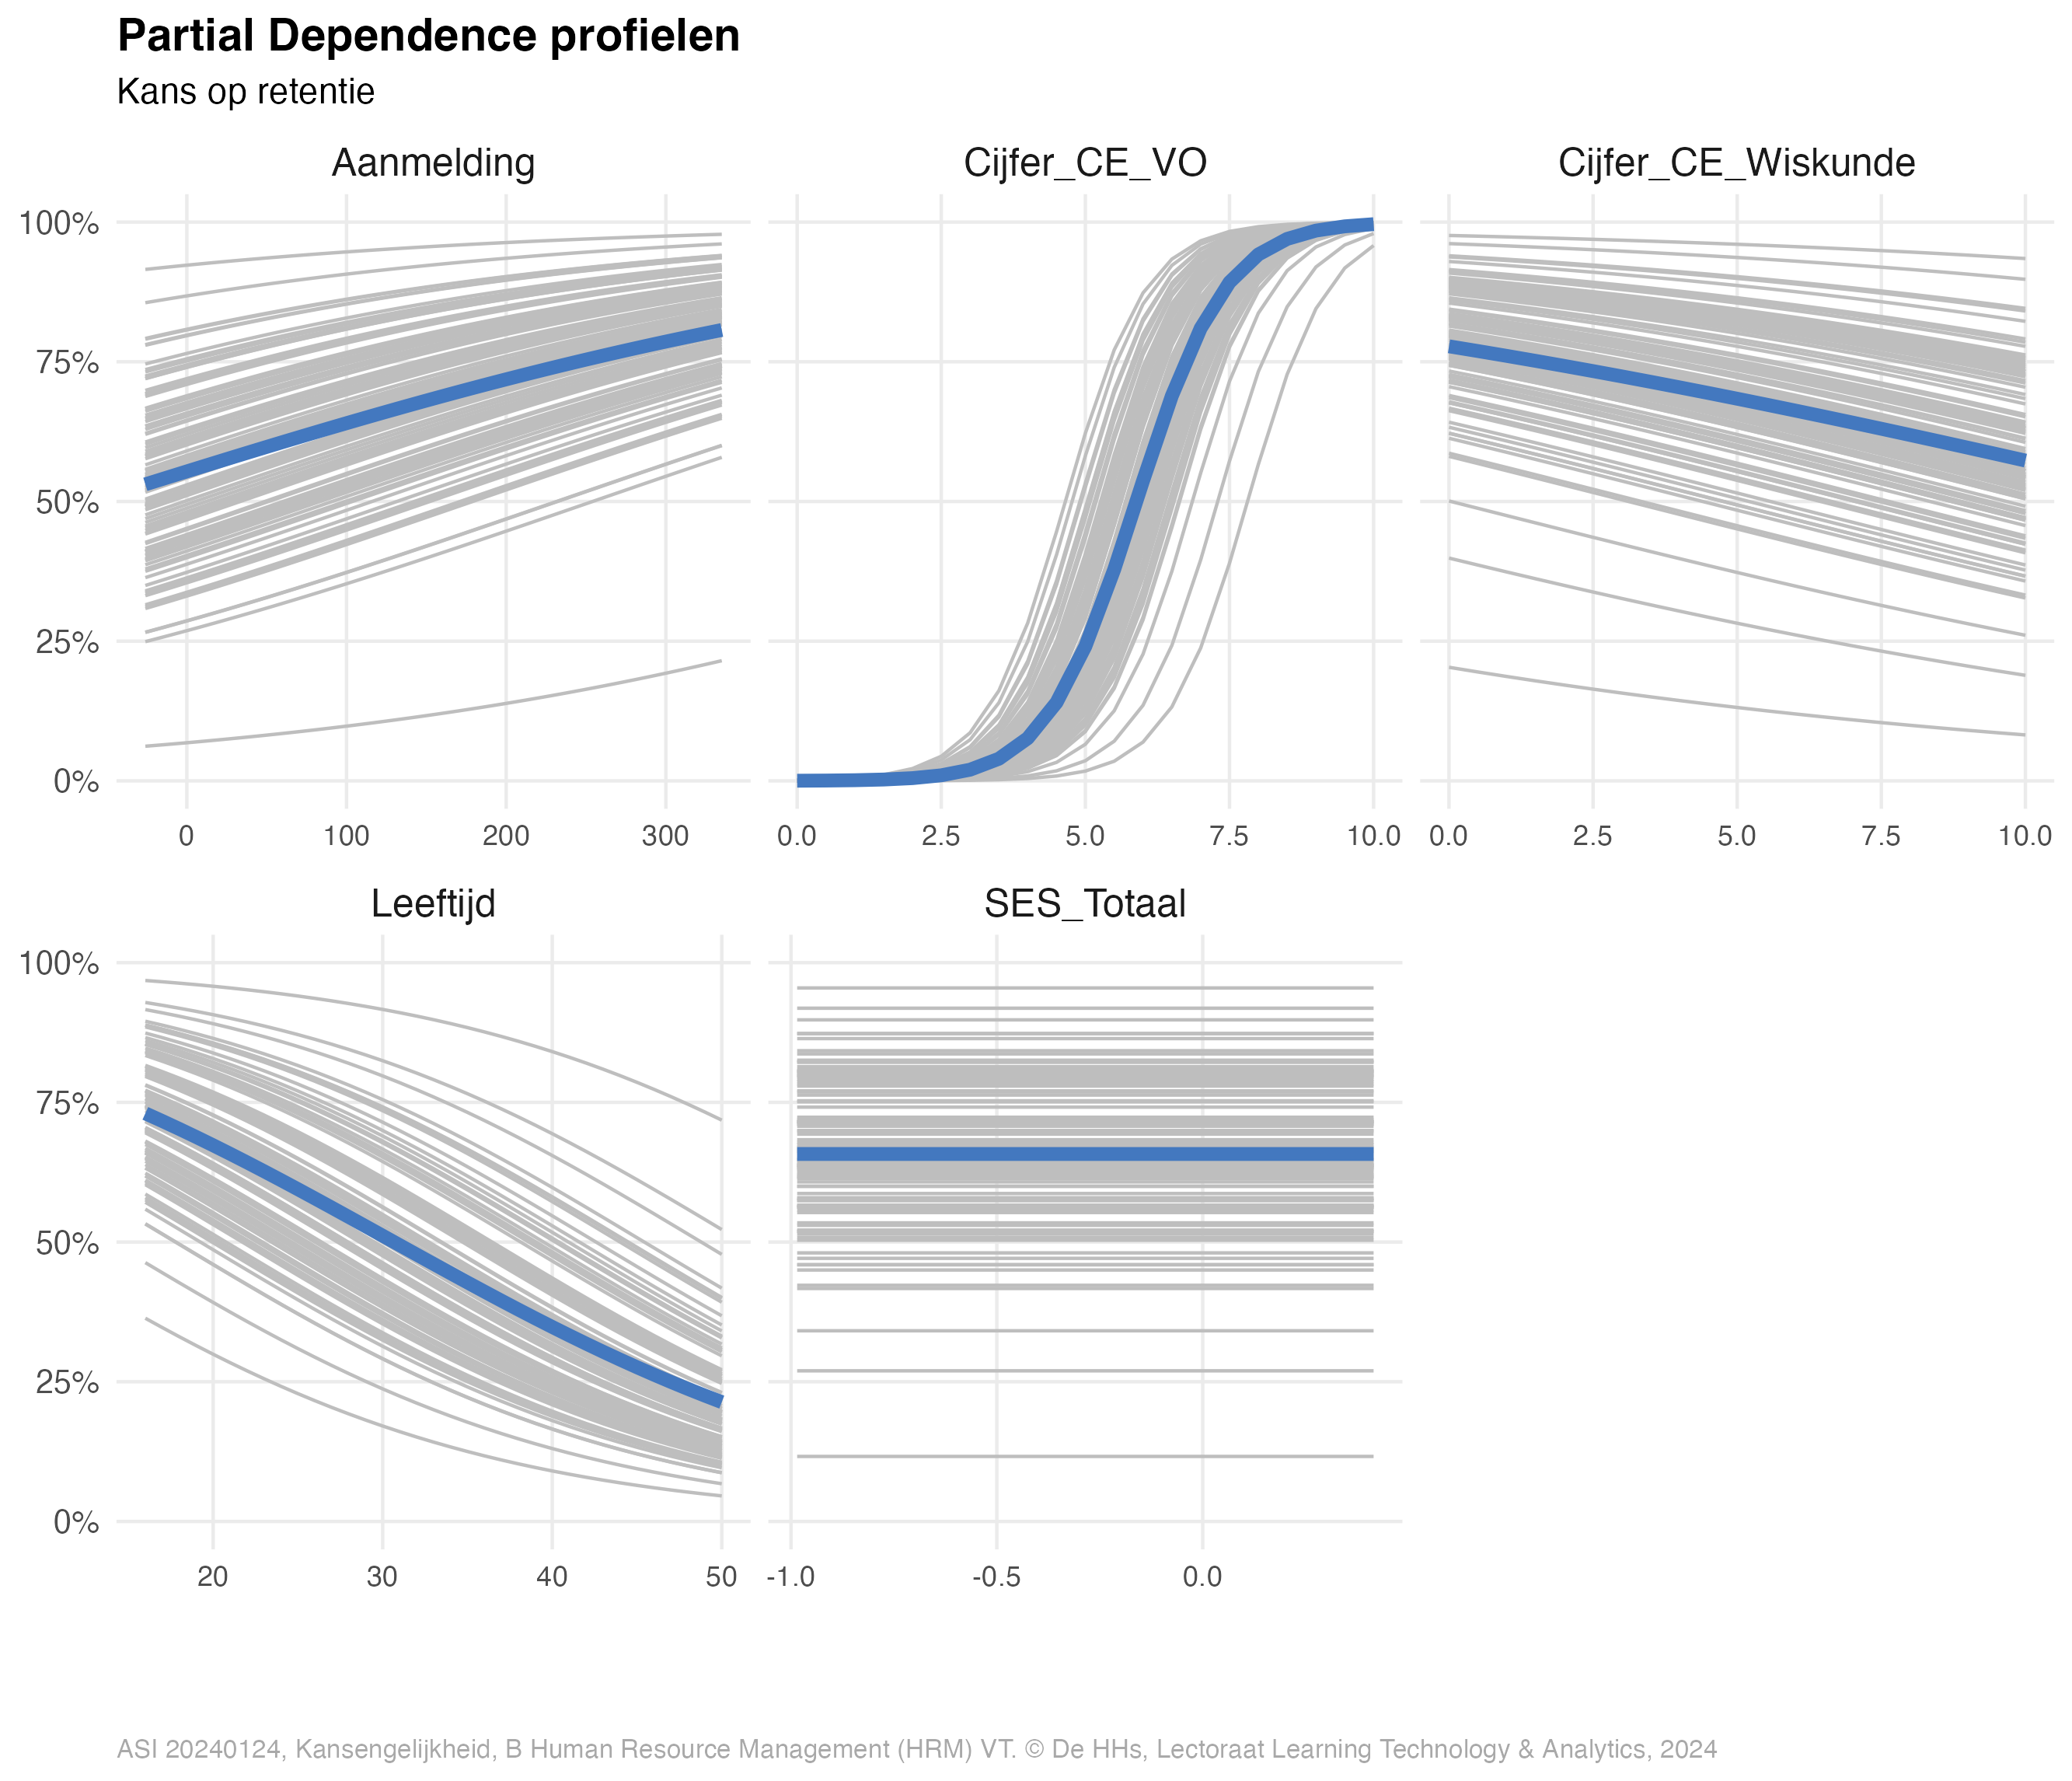 Partial Dependence profielen
Kans op retentie
Aanmelding
Cijfer_CE_VO
Cijfer_CE_Wiskunde
100%
75%
50%
25%
0%
0 100 200 300
0.0 2.5 5.0 7.5 10.0
0.0 2.5 5.0 7.5 10.0
Leeftijd
SES_Totaal
100%
75%
50%
25%
0%
20 30 40 50
-1.0 -0.5 0.0
ASI 20240124, Kansengelijkheid, B Human Resource Management (HRM) VT. © De HHs, Lectoraat Learning Technology & Analytics, 2024